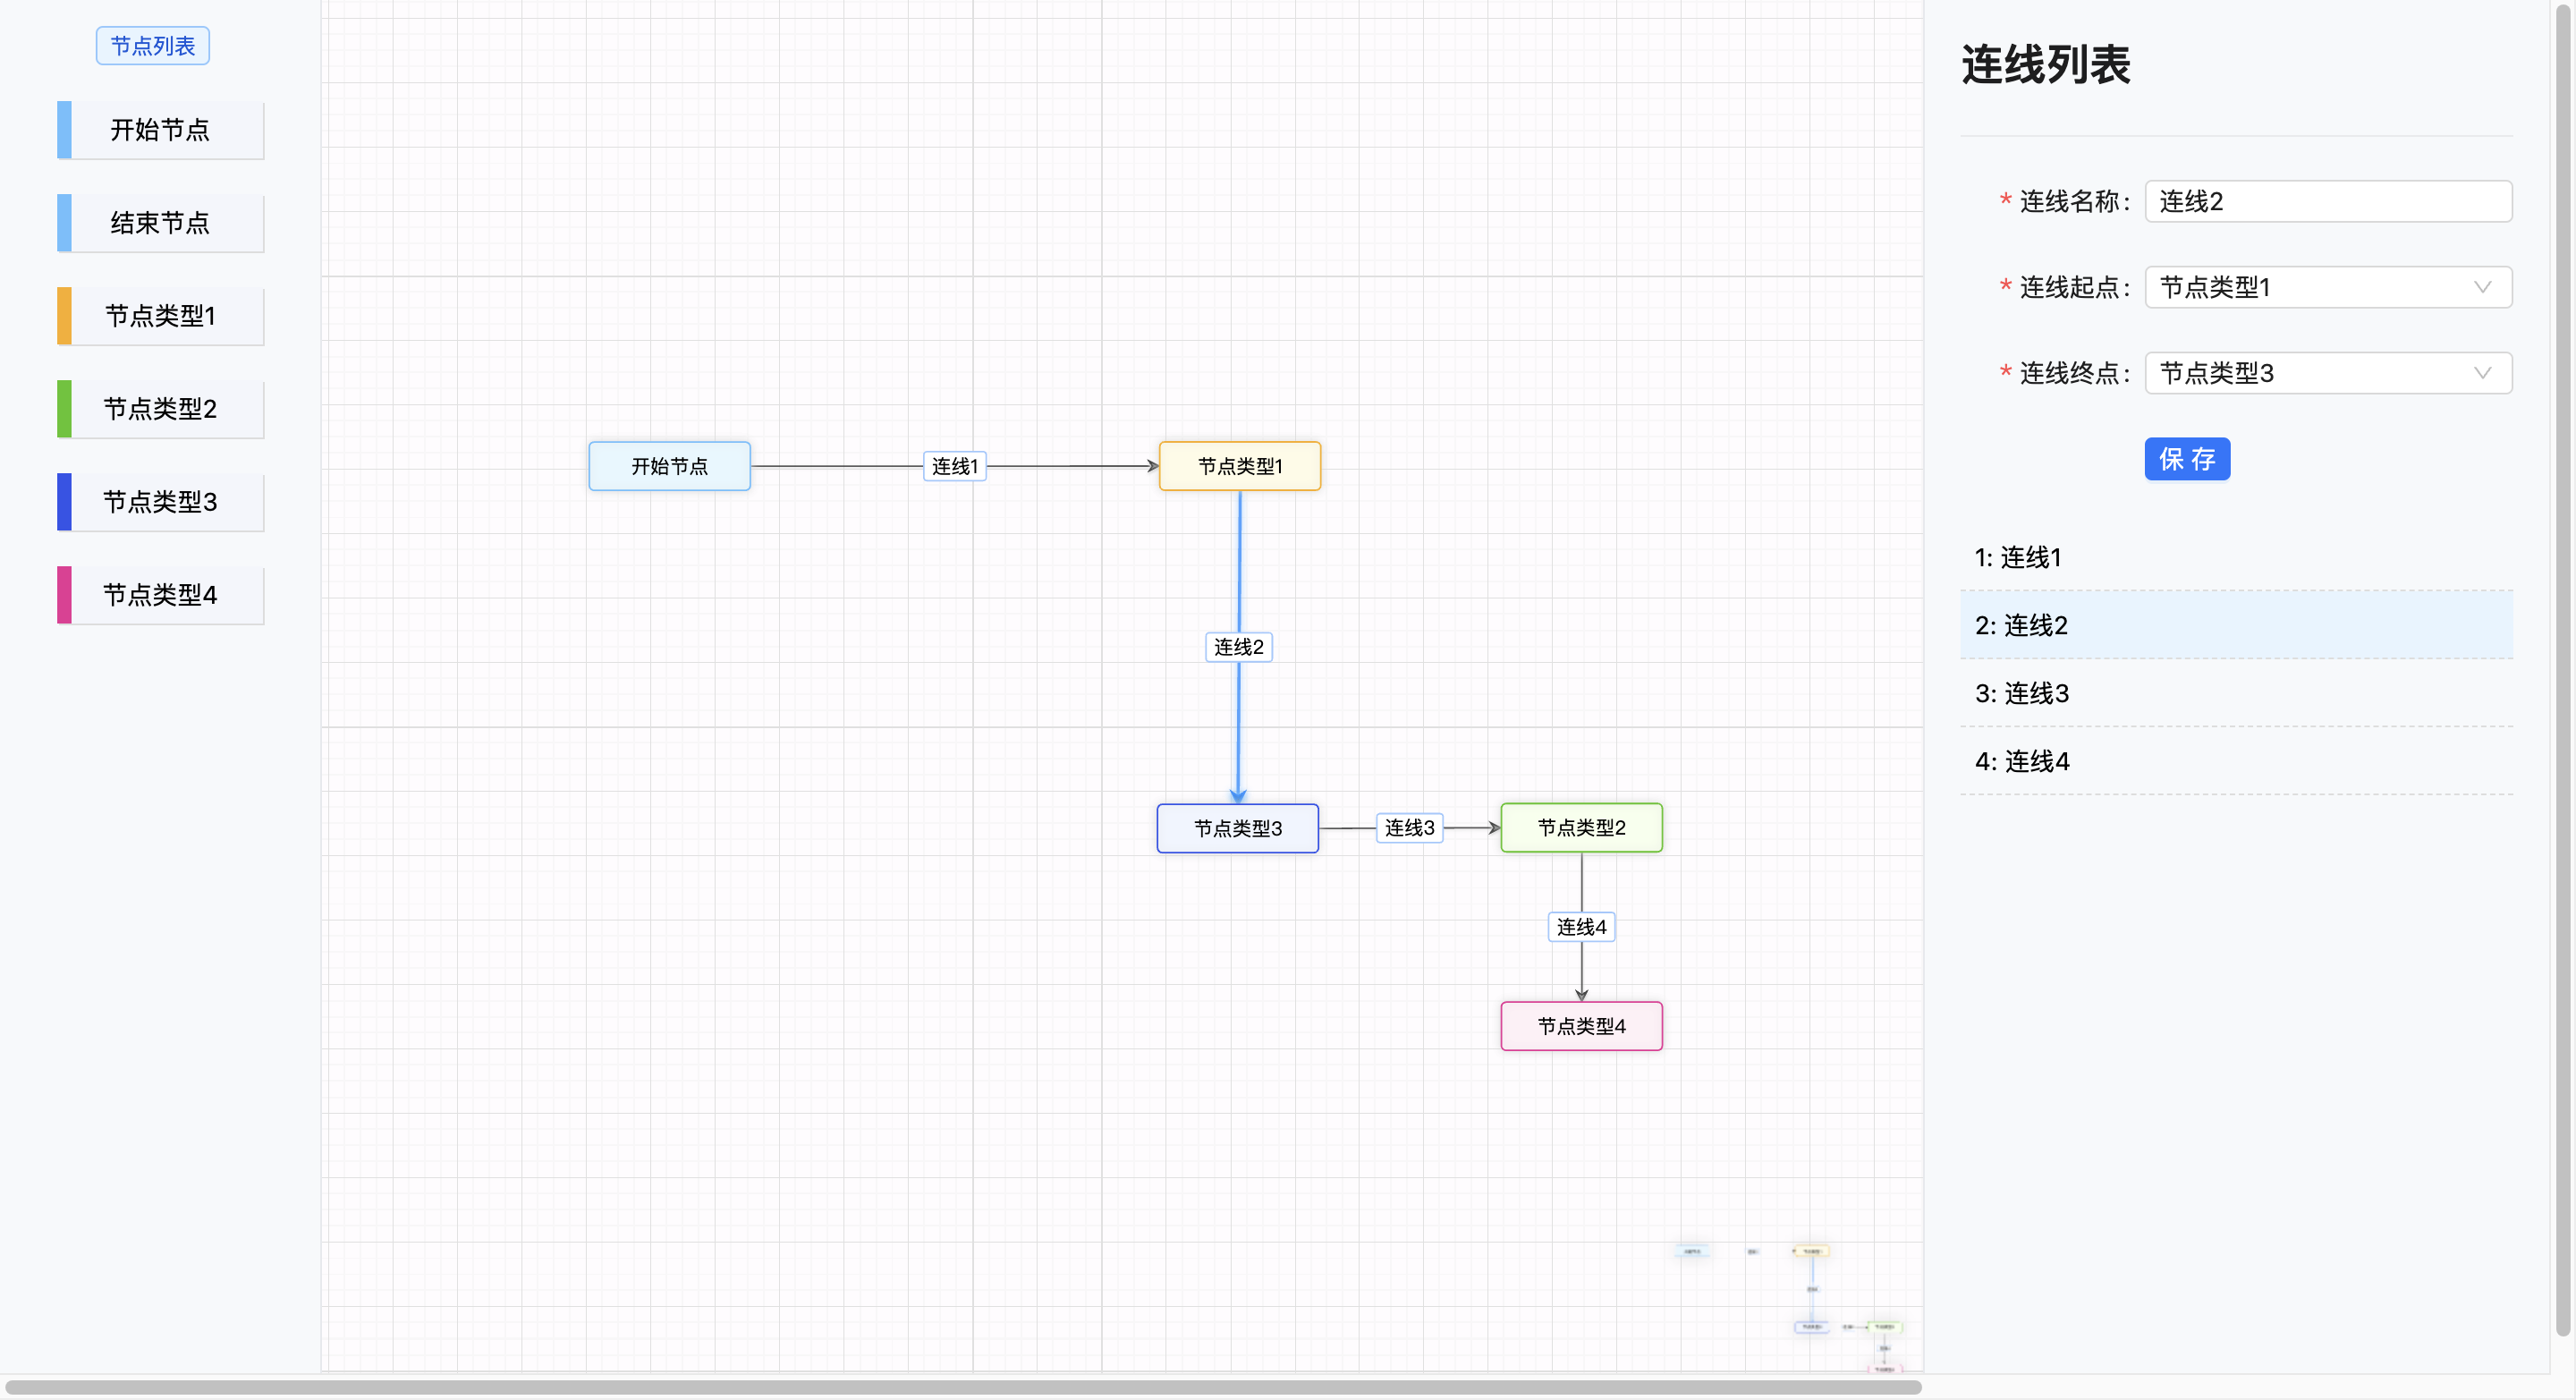 节点列表
开始节点
结束节点
节点类型1
节点类型2
节点类型3
节点类型4
开始节点
连线1
节点类型1
连线2
节点类型3
连线3
节点类型2
连线4
节点类型4
连线列表
* 连线名称: 连线2
* 连线起点: 节点类型1
* 连线终点: 节点类型3
保 存
1: 连线1
2: 连线2
3: 连线3
4: 连线4